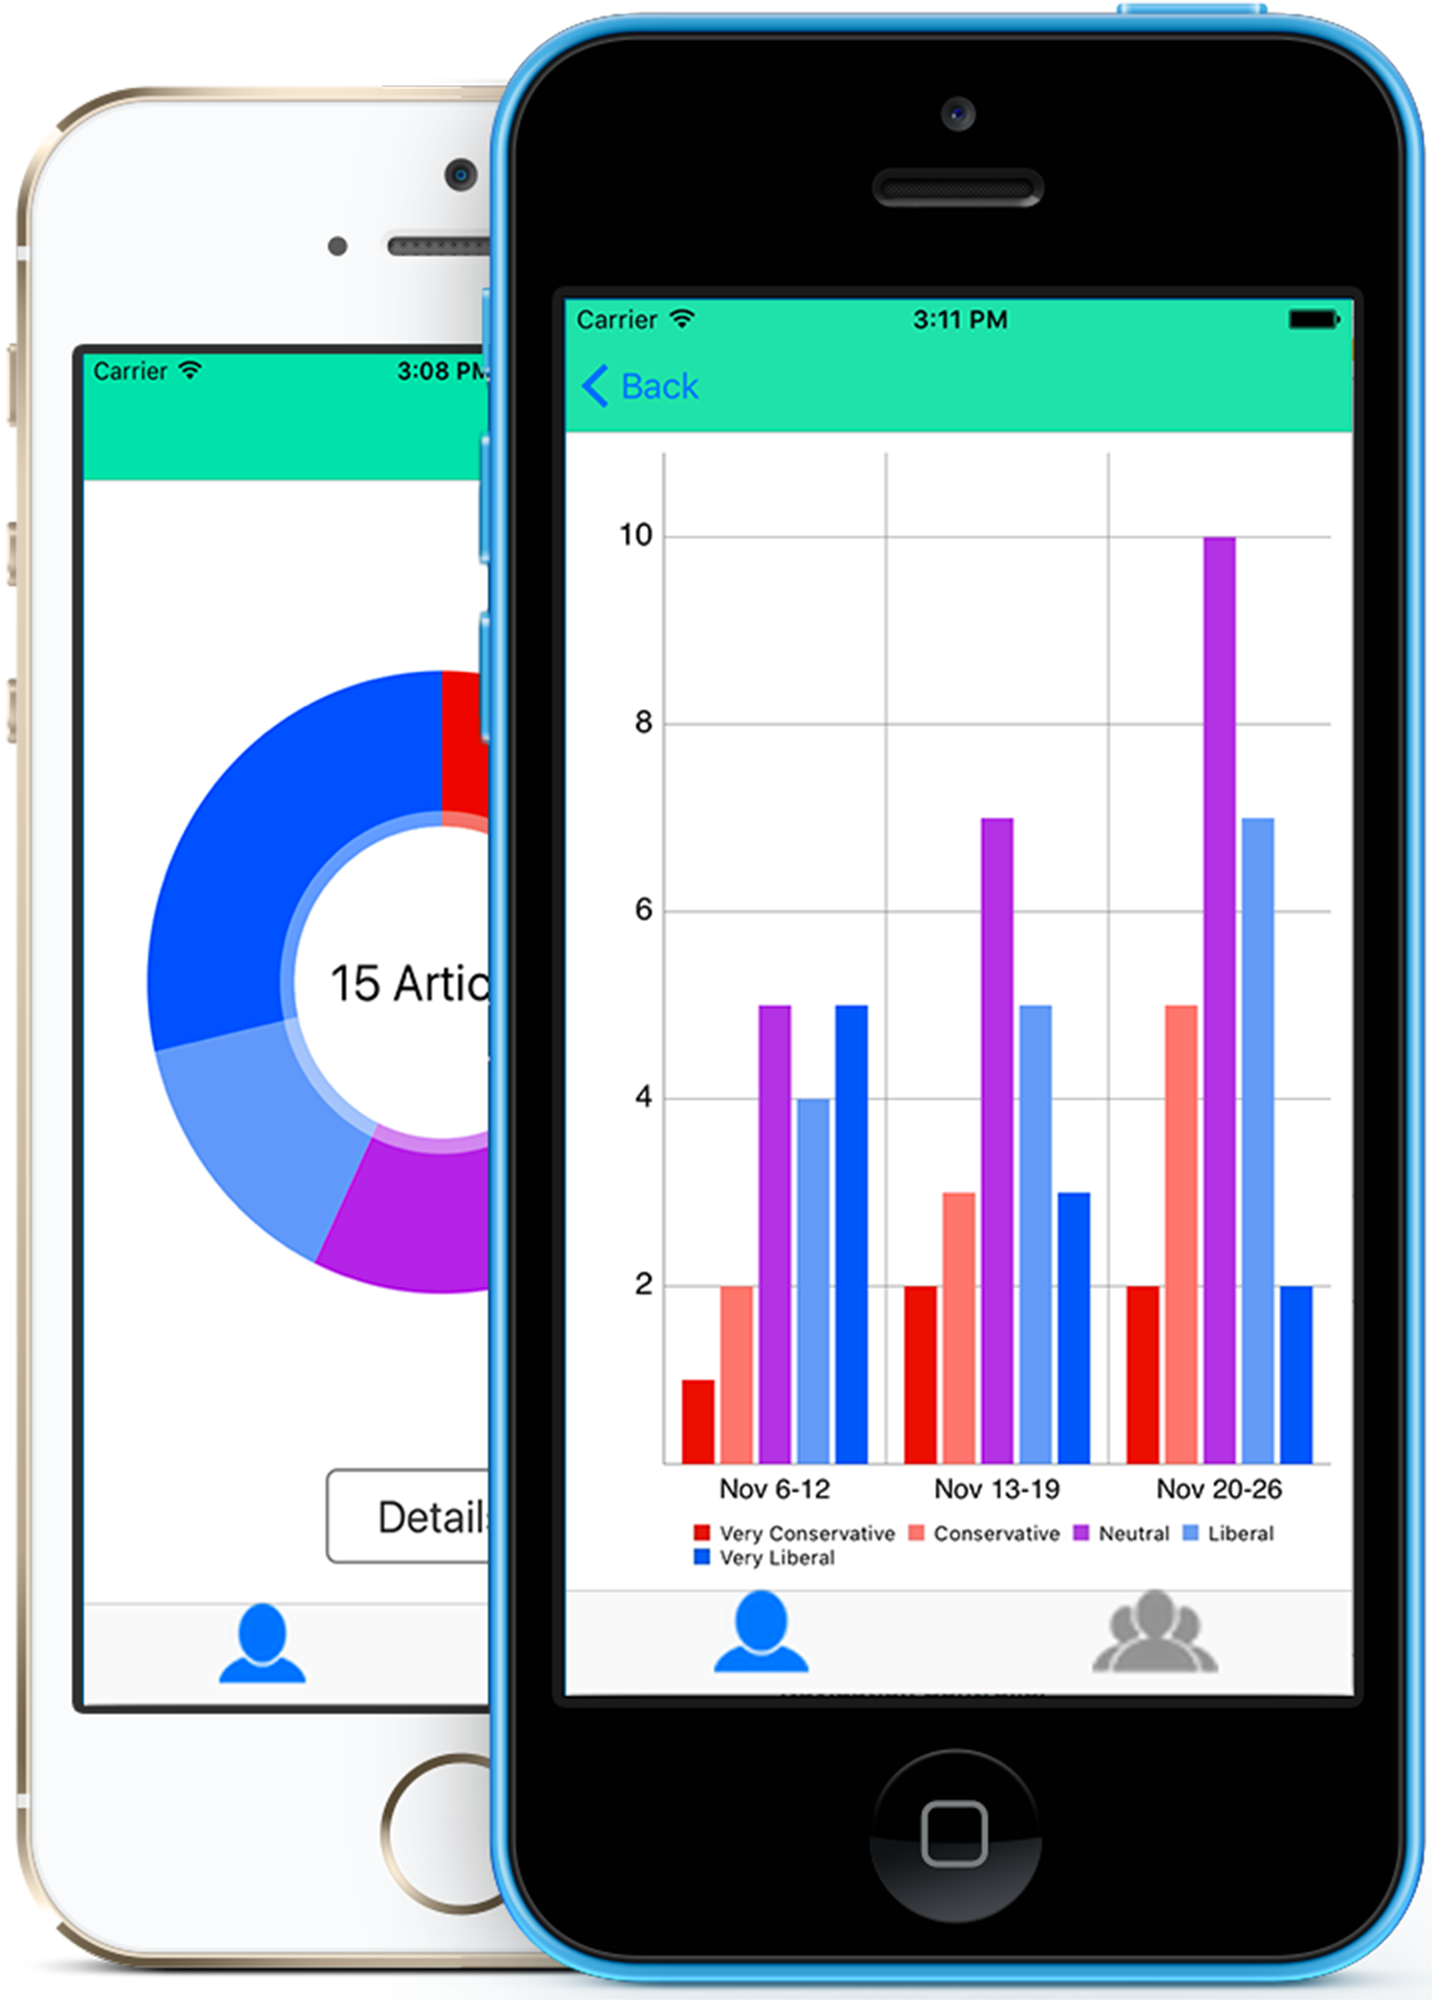 Carrier
3:08 PM
15 Artic
Details
Carrier
3:11 PM
Back
10
8
6
4
2
Nov 6-12
Nov 13-19
Nov 20-26
Very Conservative
Conservative
Neutral
Liberal
Very Liberal